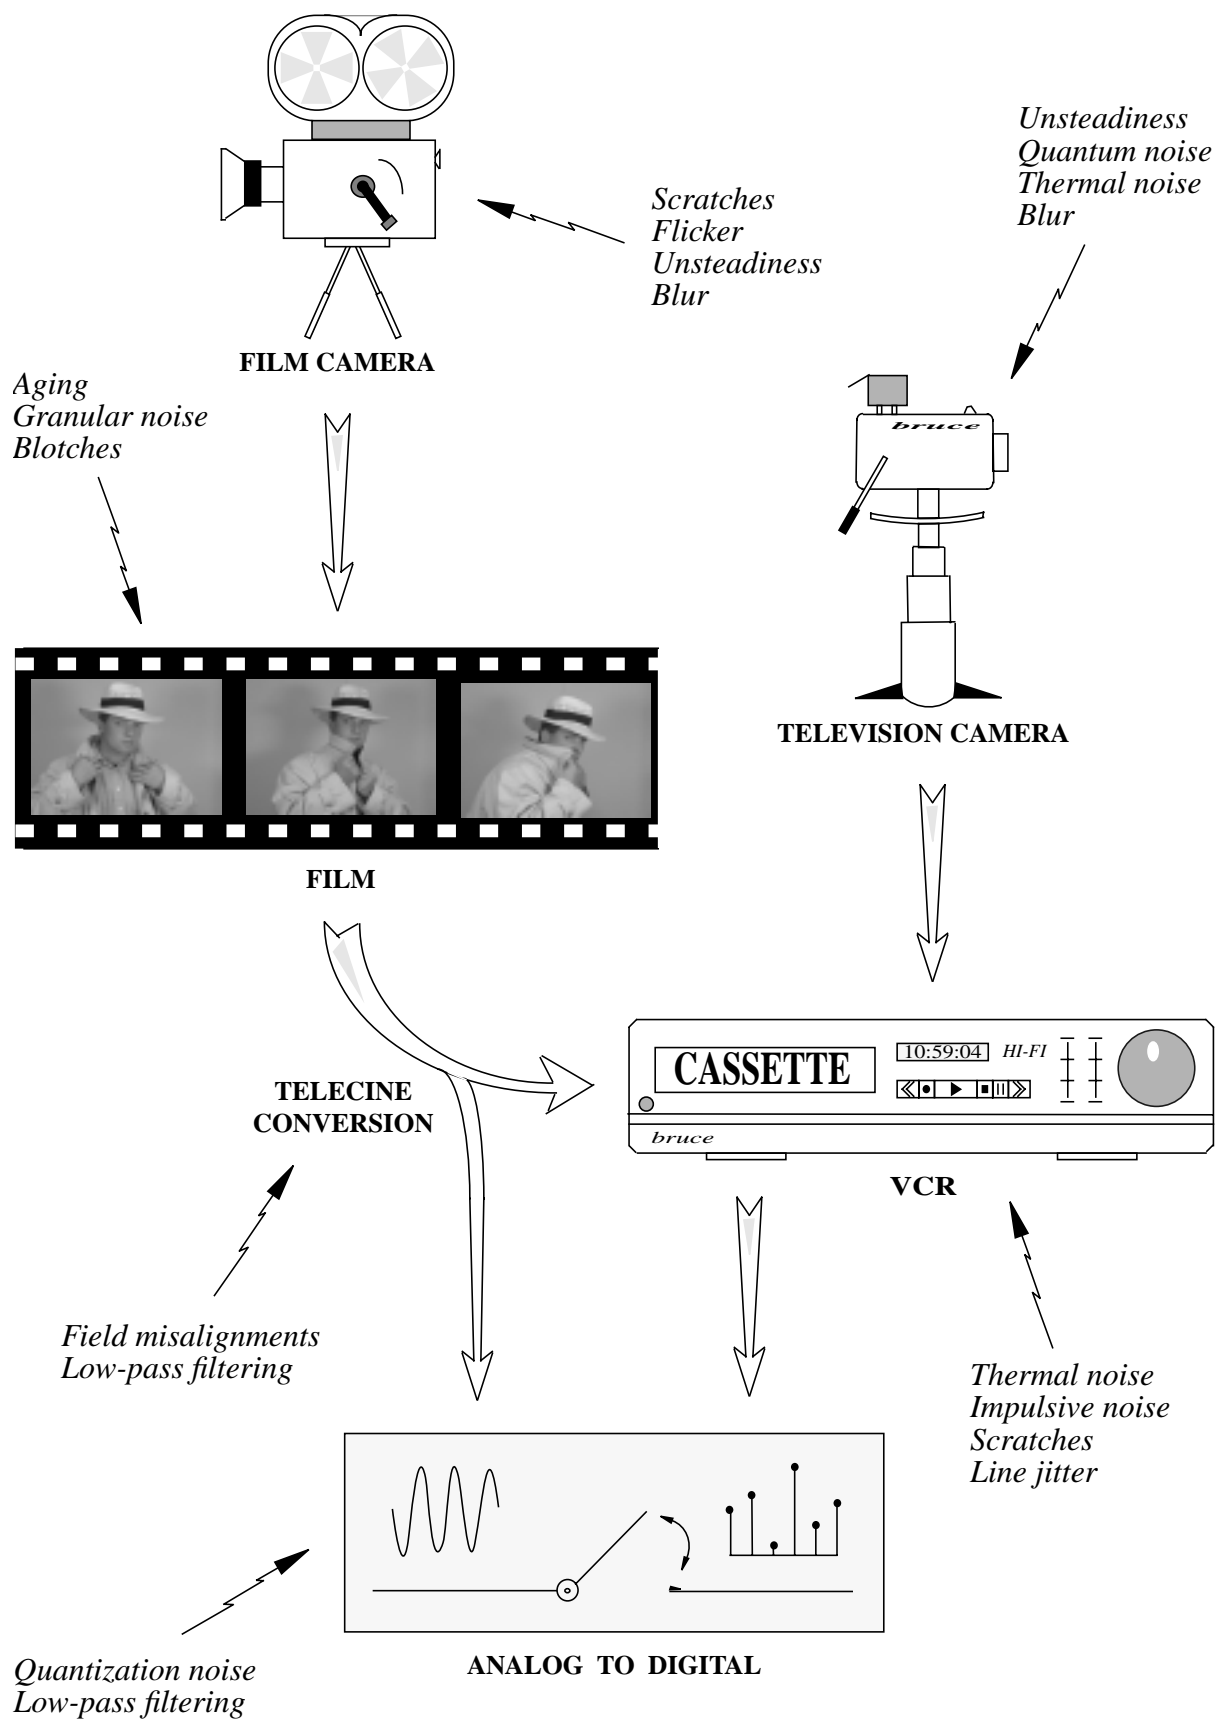 Unsteadiness
Quantum noise
Thermal noise
Blur
Scratches
Flicker
Unsteadiness
Blur
FILM CAMERA
Aging
Granular noise
Blotches
bruce
TELEVISION CAMERA
FILM
TELECINE
CONVERSION
CASSETTE
10:59:04
HI-FI
bruce
VCR
Field misalignments
Low-pass filtering
Thermal noise
Impulsive noise
Scratches
Line jitter
ANALOG TO DIGITAL
Quantization noise
Low-pass filtering